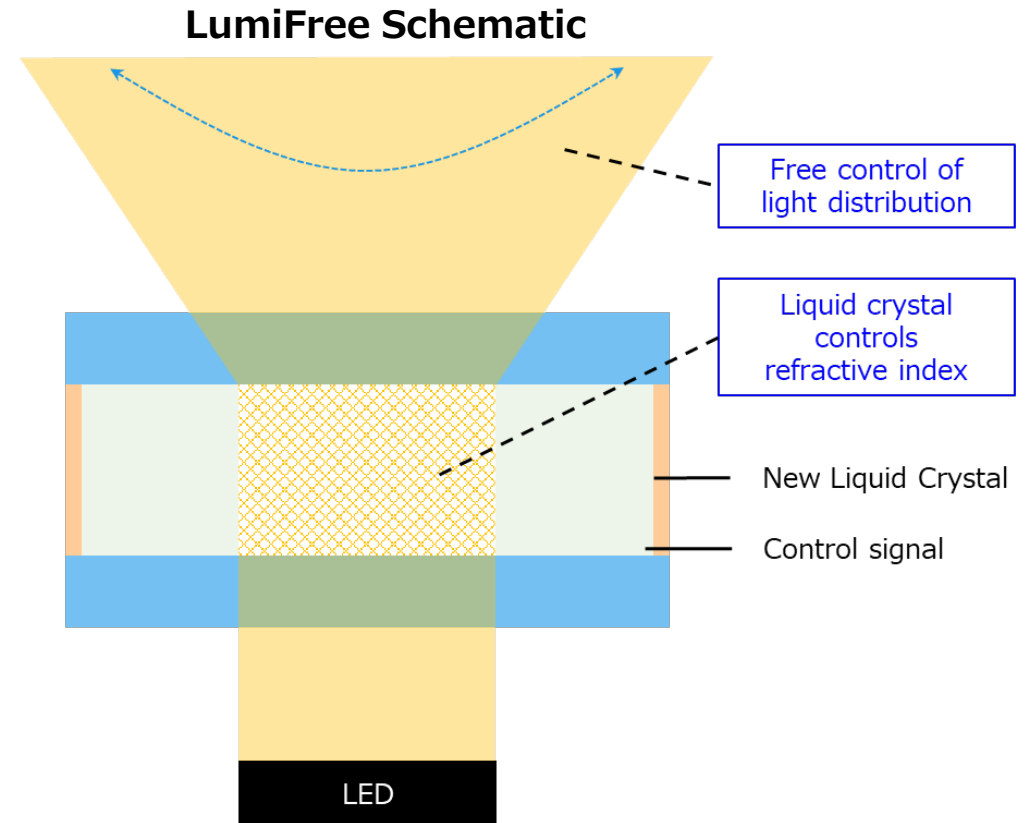 LumiFree Schematic
Free control of
light distribution
Liquid crystal
controls
refractive index
New Liquid Crystal
Control signal
LED